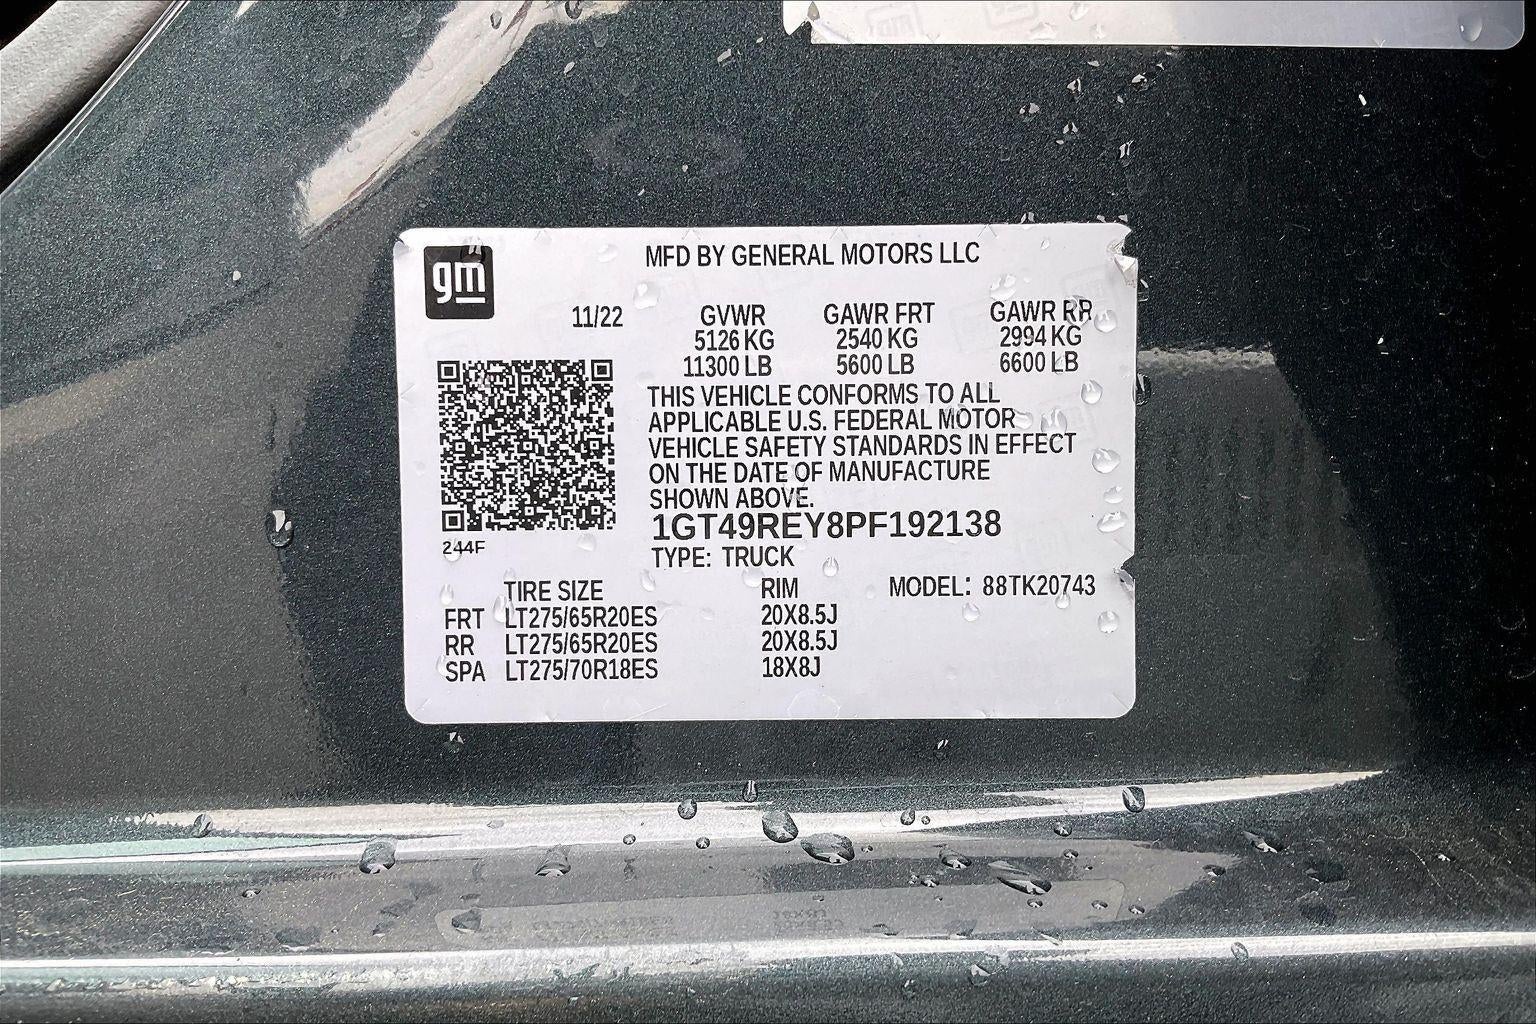 gm
MFD BY GENERAL MOTORS LLC
11/22 GVWR GAWR FRT GAWR RR
5126 KG 2540 KG 2994 KG
11300 LB 5600 LB 6600 LB
THIS VEHICLE CONFORMS TO ALL
APPLICABLE U.S. FEDERAL MOTOR
VEHICLE SAFETY STANDARDS IN EFFECT
ON THE DATE OF MANUFACTURE
SHOWN ABOVE.
1GT49REY8PF192138
244F
TYPE: TRUCK
TIRE SIZE RIM MODEL: 88TK20743
FRT LT275/65R20ES 20X8.5J
RR LT275/65R20ES 20X8.5J
SPA LT275/70R18ES 18X8J